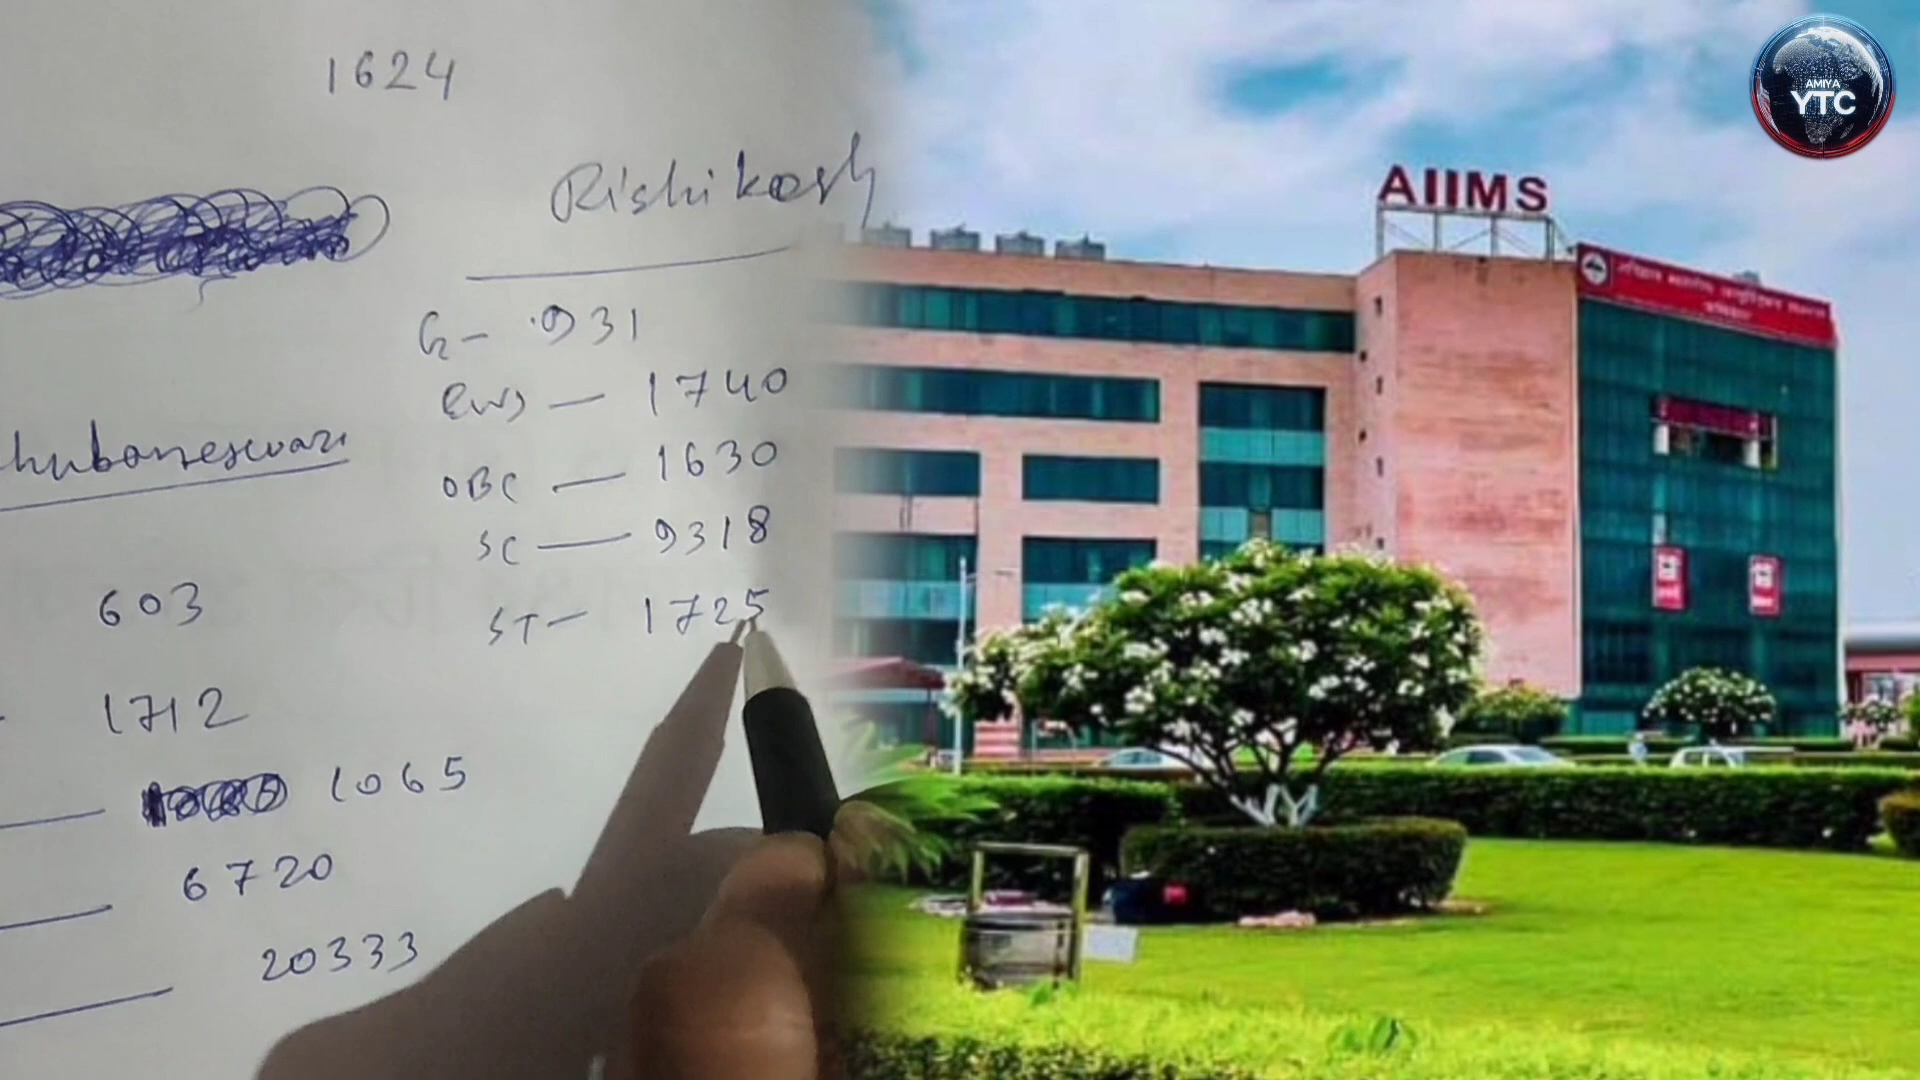 1624
Rishikesh
G - 931
EWS - 1740
OBC - 1630
SC - 9318
ST - 1725
hubaneswar
603
1712
1065
6720
20333
AIIMS
AMIYA
YTC